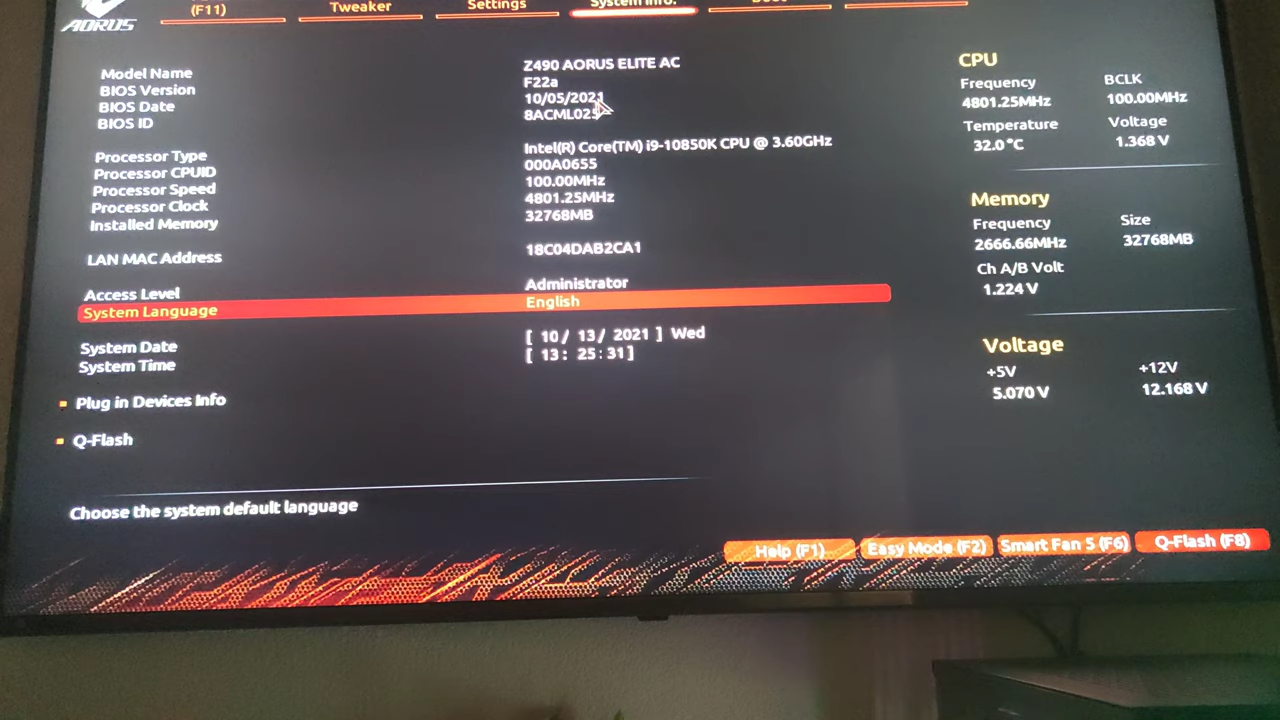 AORUS
(F11)
Tweaker
Settings
System Info.
Model Name Z490 AORUS ELITE AC
BIOS Version F22a
BIOS Date 10/05/2021
BIOS ID 8ACML025
Processor Type Intel(R) Core(TM) i9-10850K CPU @ 3.60GHz
Processor CPUID 000A0655
Processor Speed 100.00MHz
Processor Clock 4801.25MHz
Installed Memory 32768MB
LAN MAC Address 18C04DAB2CA1
Access Level Administrator
System Language English
System Date [ 10/ 13/ 2021 ] Wed
System Time [ 13: 25:31]
Plug in Devices Info
Q-Flash
Choose the system default language
CPU
Frequency BCLK
4801.25MHz 100.00MHz
Temperature Voltage
32.0 °C 1.368 V
Memory
Frequency Size
2666.66MHz 32768MB
Ch A/B Volt
1.224 V
Voltage
+5V +12V
5.070 V 12.168 V
Help (F1)
Easy Mode (F2)
Smart Fan 5 (F6)
Q-Flash (F8)